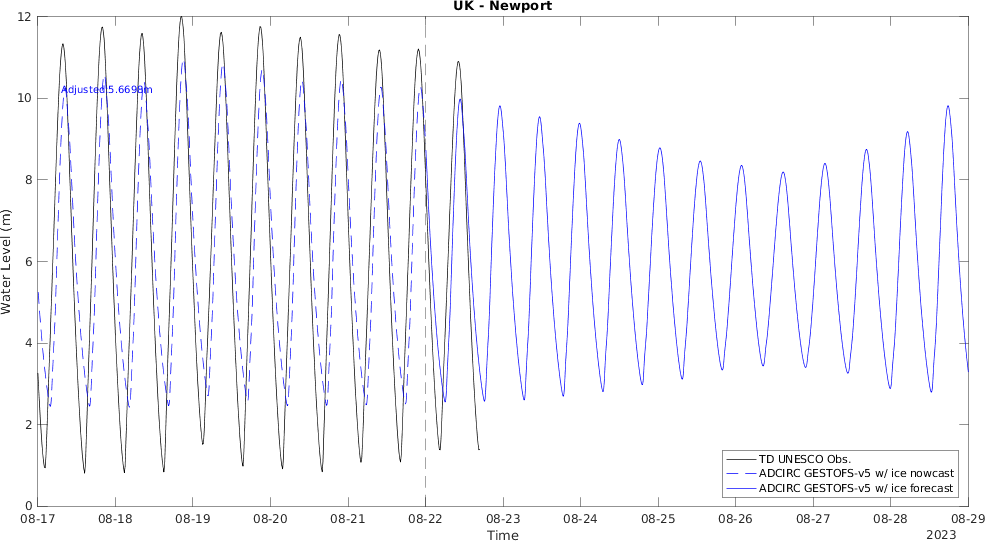 UK - Newport
12
10
8
6
4
2
0
Water Level (m)
Adjusted 5.6698m
TD UNESCO Obs.
ADCIRC GESTOFS-v5 w/ ice nowcast
ADCIRC GESTOFS-v5 w/ ice forecast
08-17 08-18 08-19 08-20 08-21 08-22 08-23 08-24 08-25 08-26 08-27 08-28 08-29
Time
2023